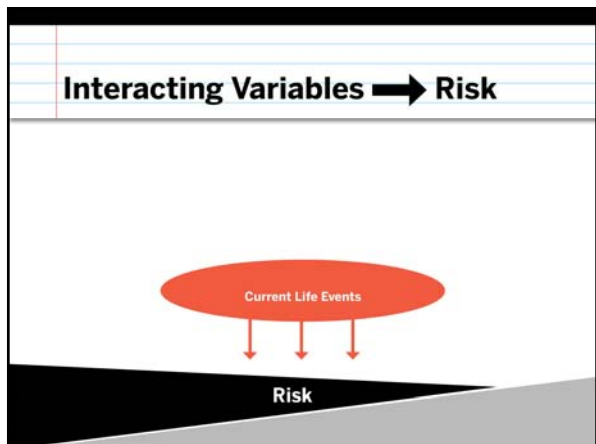 Interacting Variables ➡ Risk
Current Life Events
Risk